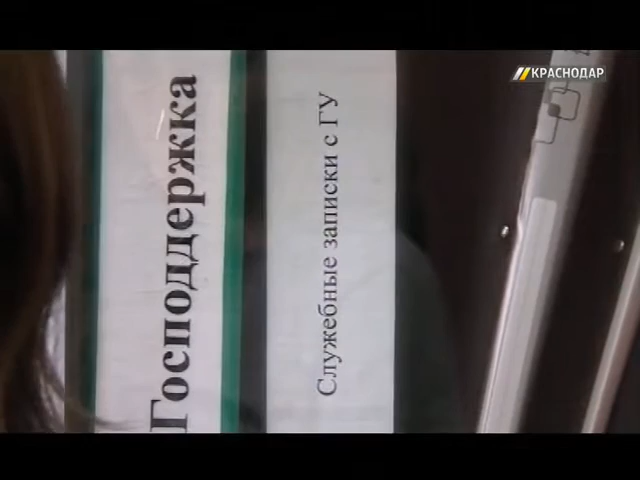 КРАСНОДАР
Господдержка
Служебные записки с ГУ